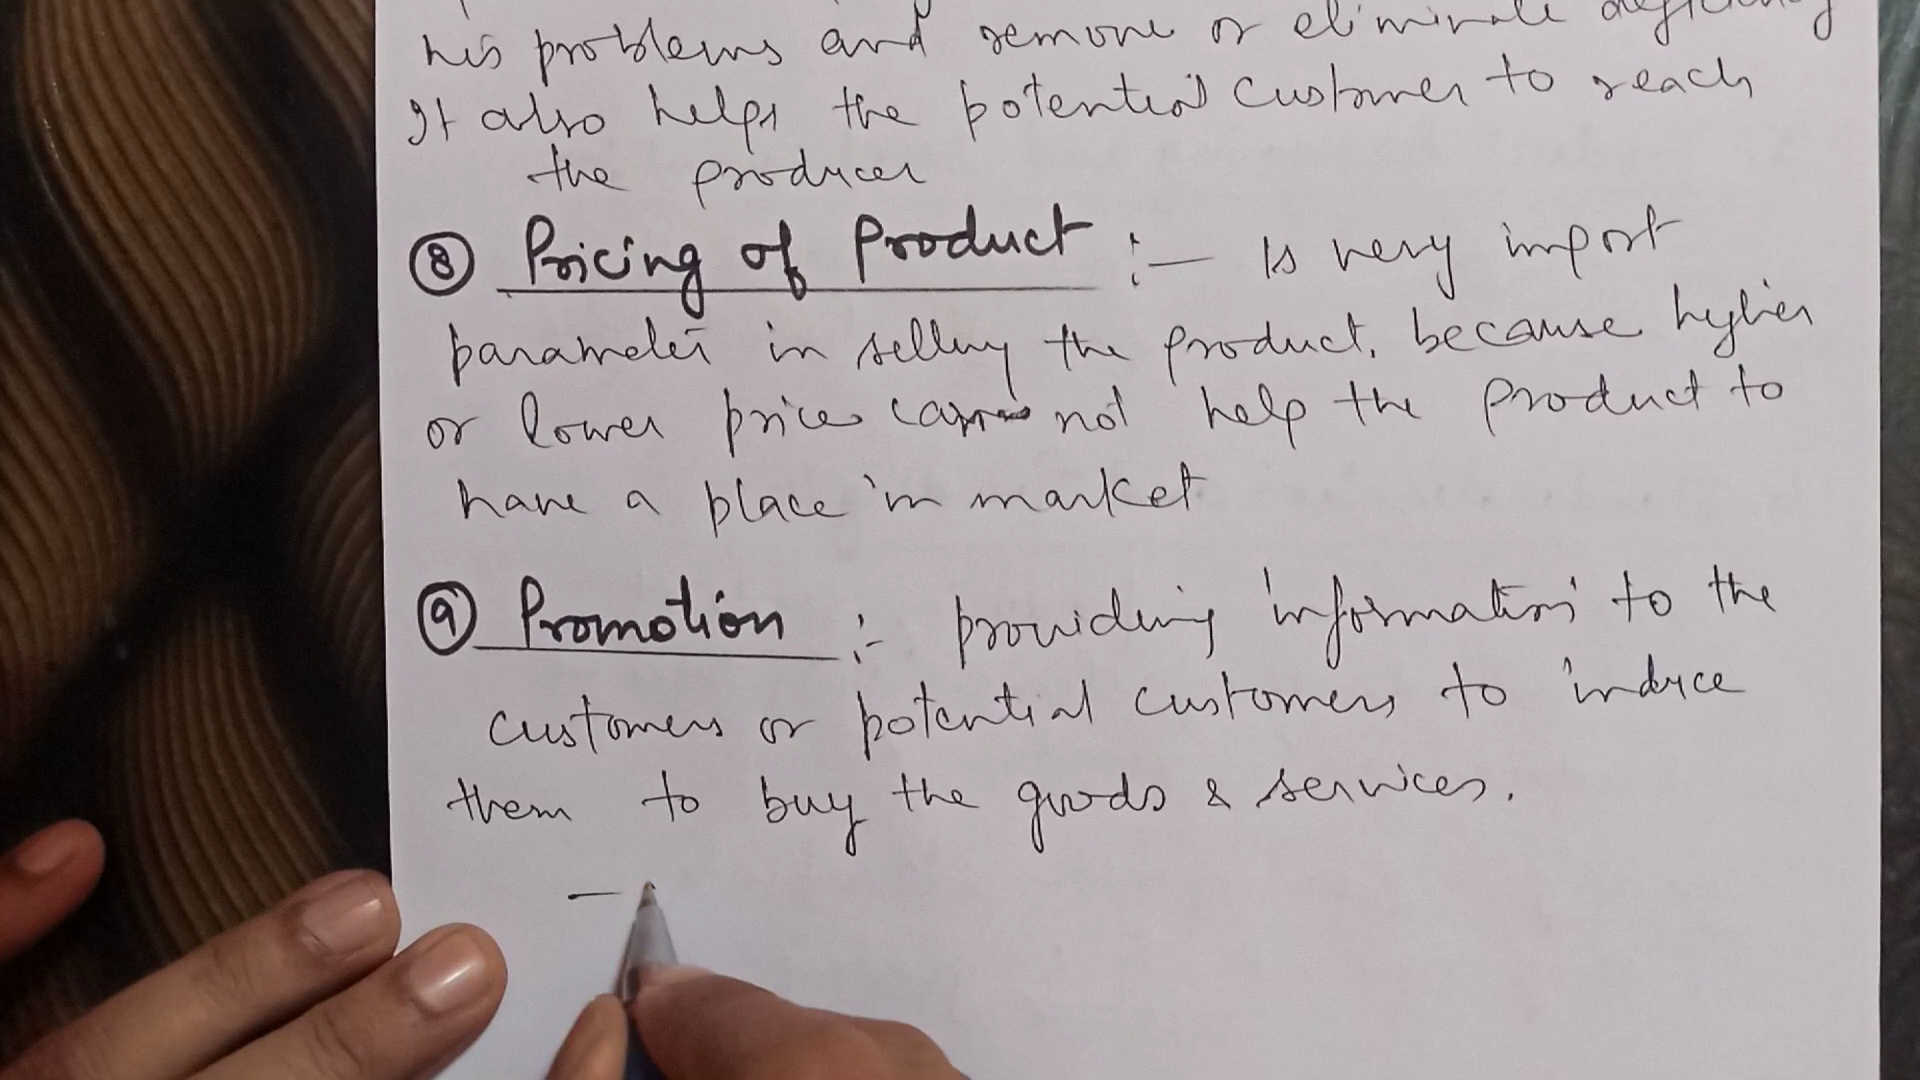 his problems and remove or eliminate
It also helps the potential customer to reach
the producer
⑧ Pricing of Product :— Is very import
parameter in selling the product, because higher
or lower prices can not help the product to
have a place in market
⑨ Promotion :- providing information to the
customers or potential customers to induce
them to buy the goods & services.
—